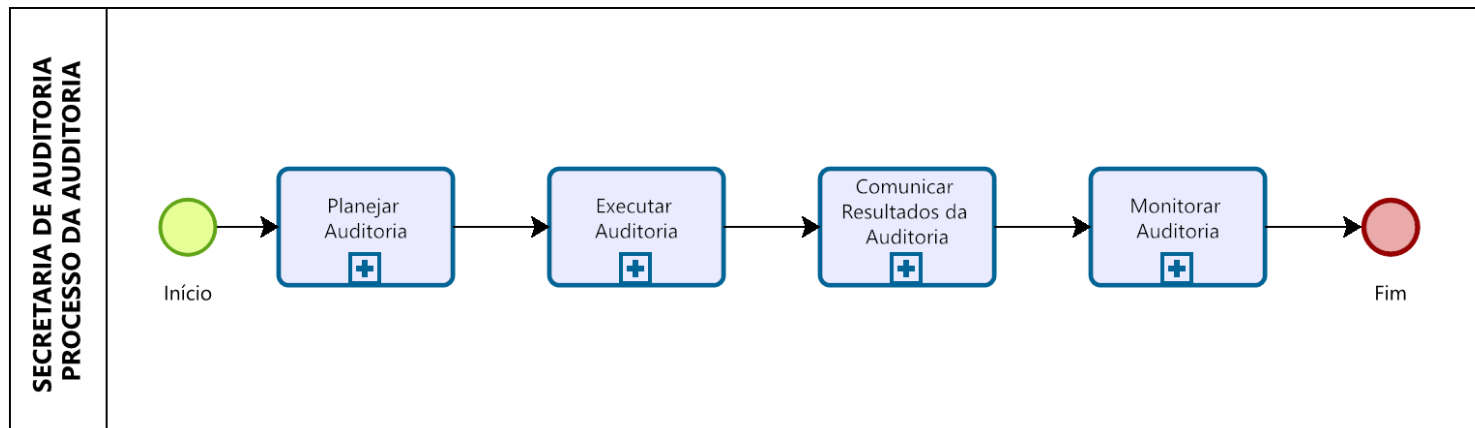 SECRETARIA DE AUDITORIA
PROCESSO DA AUDITORIA
Início
Planejar
Auditoria
Executar
Auditoria
Comunicar
Resultados da
Auditoria
Monitorar
Auditoria
Fim